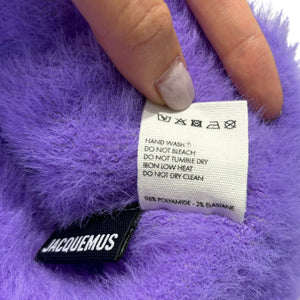 HAND WASH
DO NOT BLEACH
DO NOT TUMBLE DRY
IRON LOW HEAT
DO NOT DRY CLEAN
98% POLYAMIDE - 2% ELASTANE
JACQUEMUS